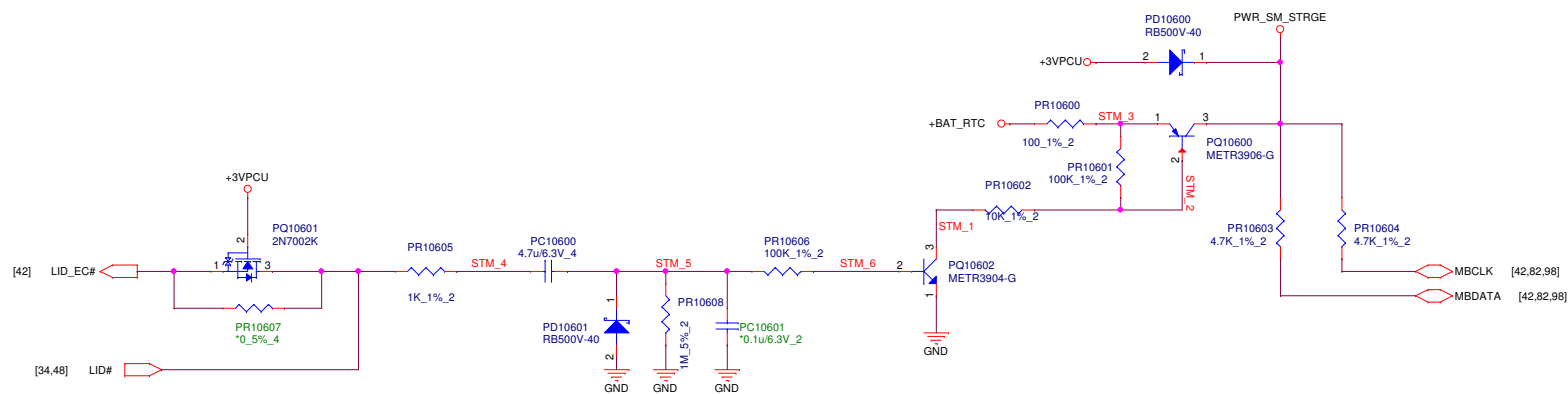 PD10600
RB500V-40
PWR_SM_STRGE
+3VPCU
2
1
PR10600
STM_3
+BAT_RTC
100_1%_2
1
3
PQ10600
METR3906-G
2
STM_2
PR10601
100K_1%_2
PR10602
10K_1%_2
STM_1
PR10603
4.7K_1%_2
PR10604
4.7K_1%_2
+3VPCU
PQ10601
2N7002K
2
1
3
[42]
LID_EC#
PR10605
1K_1%_2
STM_4
PC10600
4.7u/6.3V_4
STM_5
PR10606
100K_1%_2
STM_6
2
3
1
PQ10602
METR3904-G
GND
MBCLK
[42,82,98]
MBDATA
[42,82,98]
PR10607
*0_5%_4
PD10601
RB500V-40
1
2
GND
PR10608
1M_5%_2
GND
PC10601
*0.1u/6.3V_2
GND
[34,48]
LID#